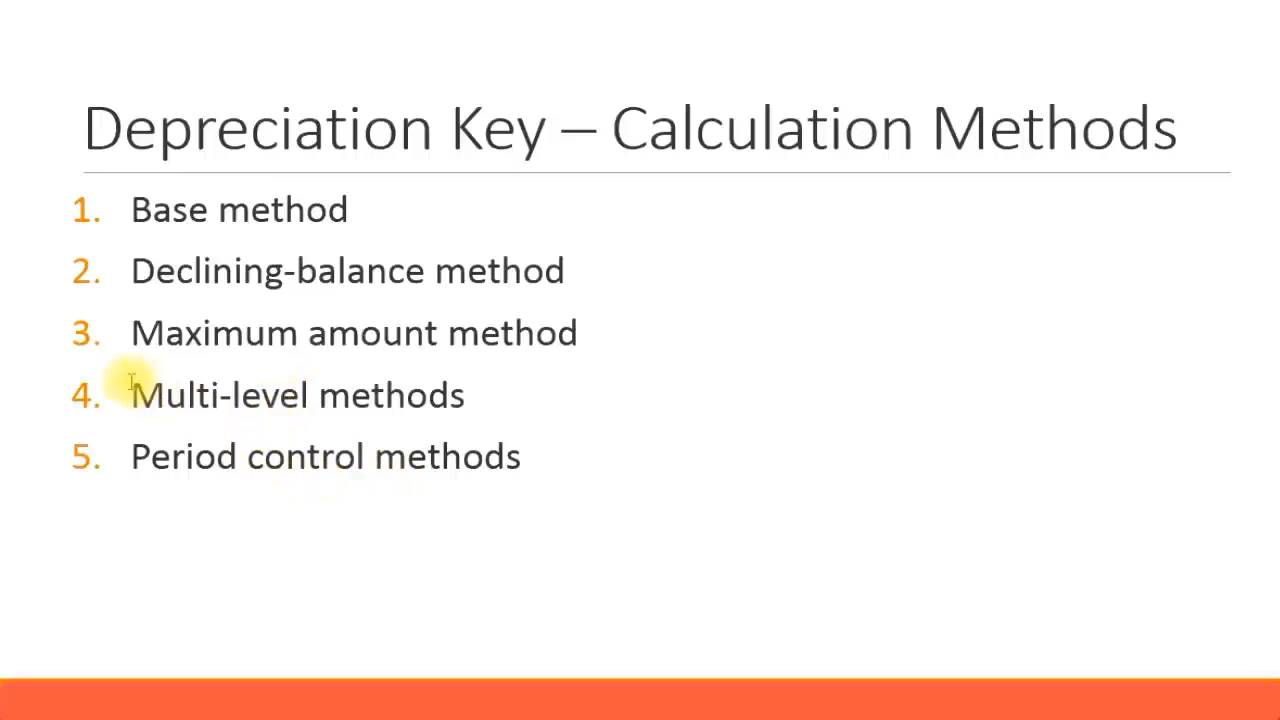 Depreciation Key – Calculation Methods
1. Base method
2. Declining-balance method
3. Maximum amount method
4. Multi-level methods
5. Period control methods